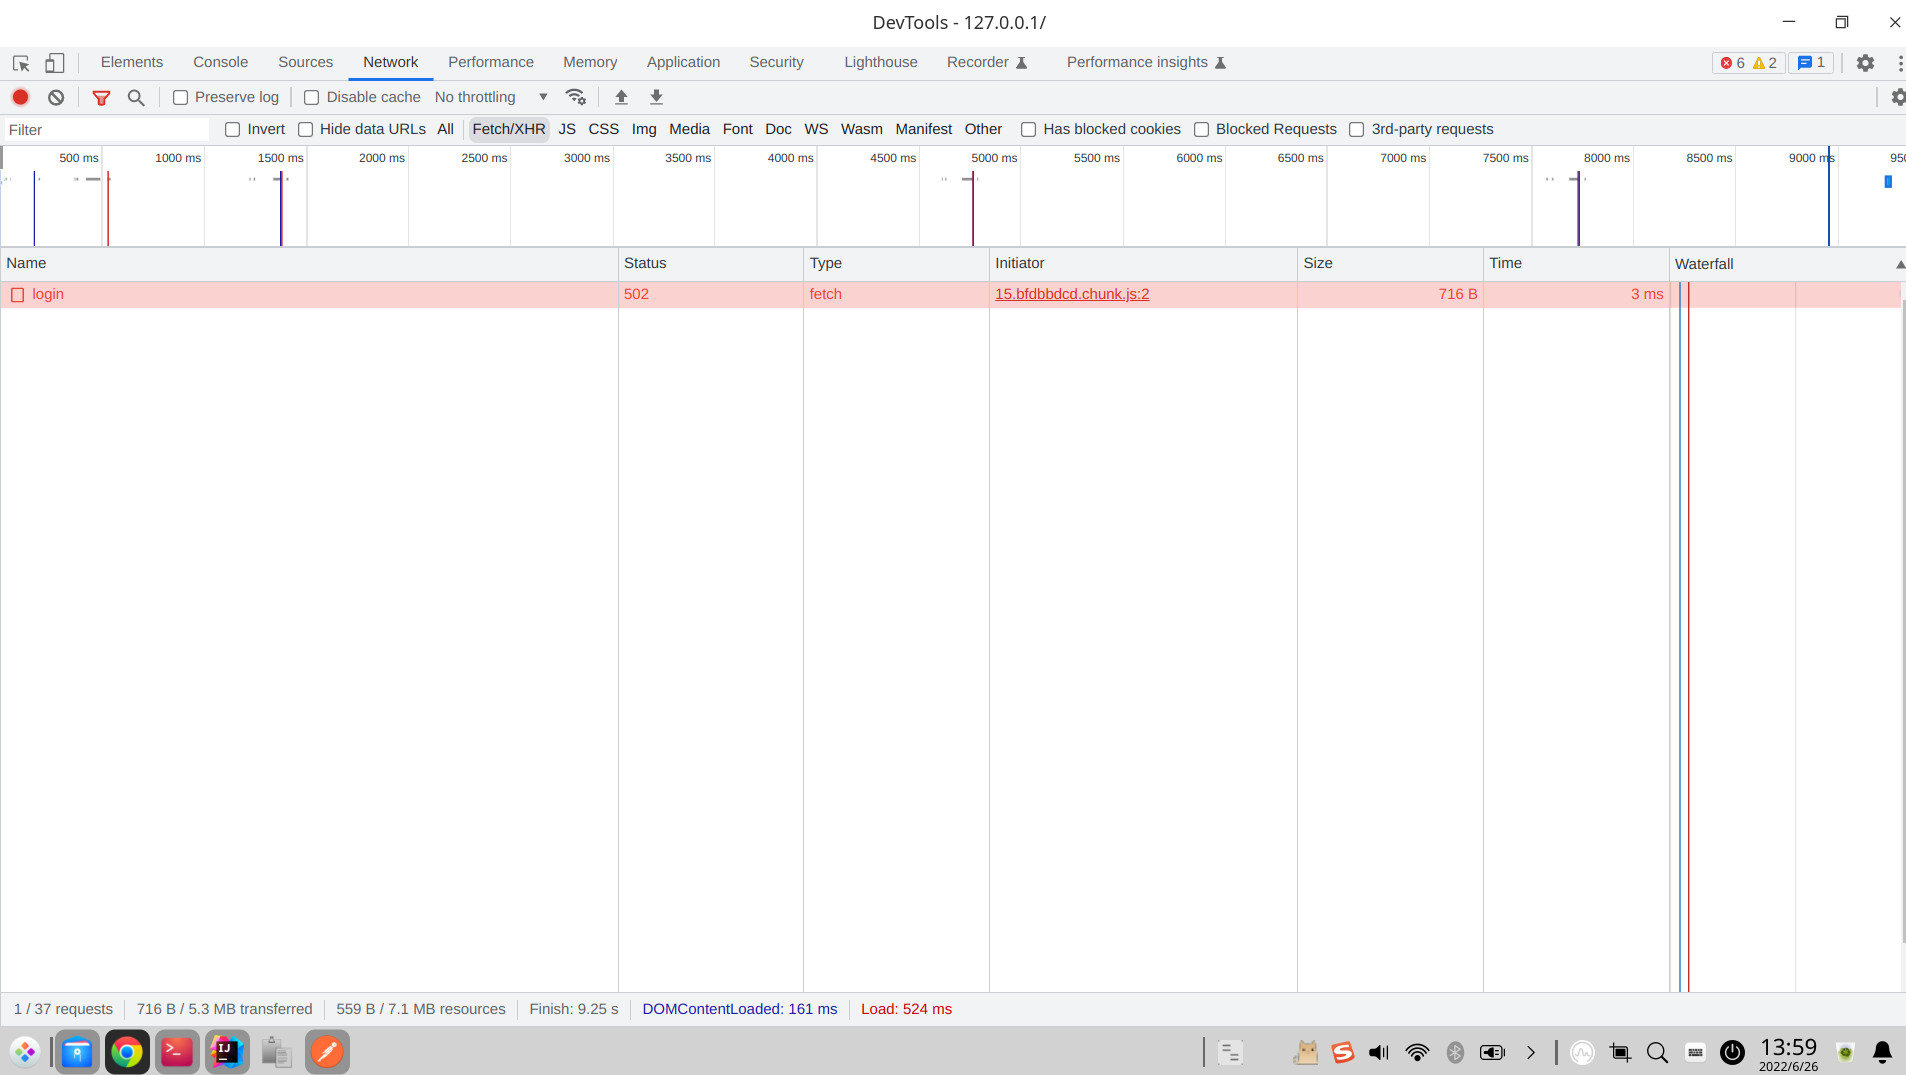 DevTools - 127.0.0.1/
Elements Console Sources Network Performance Memory Application Security Lighthouse Recorder Performance insights 6 2 1
Preserve log Disable cache No throttling
Filter Invert Hide data URLs All Fetch/XHR JS CSS Img Media Font Doc WS Wasm Manifest Other Has blocked cookies Blocked Requests 3rd-party requests
500 ms 1000 ms 1500 ms 2000 ms 2500 ms 3000 ms 3500 ms 4000 ms 4500 ms 5000 ms 5500 ms 6000 ms 6500 ms 7000 ms 7500 ms 8000 ms 8500 ms 9000 ms 950
Name Status Type Initiator Size Time Waterfall
login 502 fetch 15.bfdbbdcd.chunk.js:2 716 B 3 ms
1 / 37 requests 716 B / 5.3 MB transferred 559 B / 7.1 MB resources Finish: 9.25 s DOMContentLoaded: 161 ms Load: 524 ms
IJ
S
13:59
2022/6/26